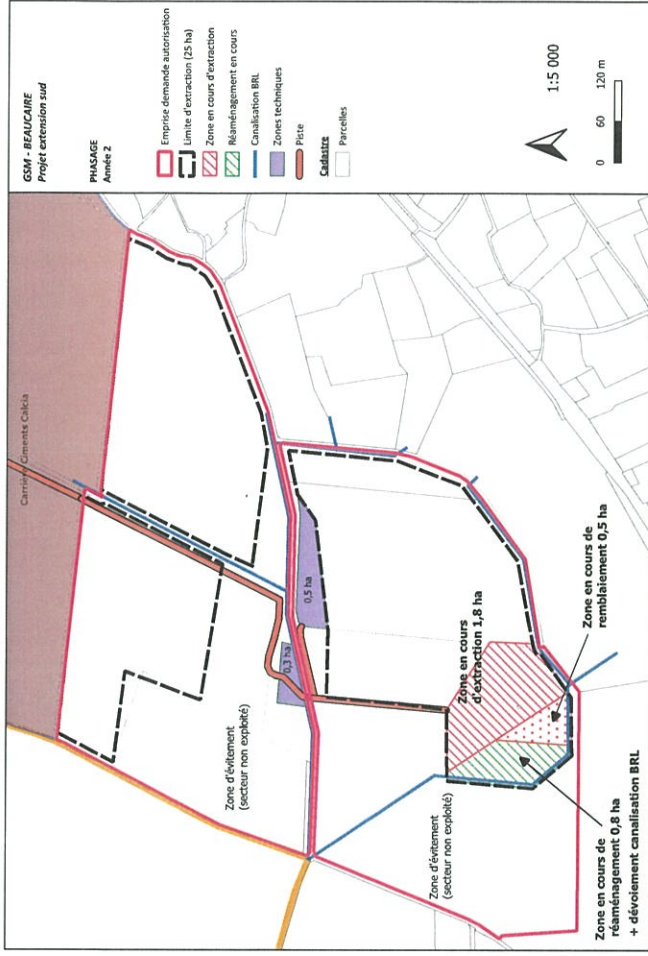 GSM - BEAUCAIRE
Projet extension sud
PHASAGE
Année 2
Emprise demande autorisation
Limite d'extraction (25 ha)
Zone en cours d'extraction
Réaménagement en cours
Canalisation BRL
Zones techniques
Piste
Cadastre
Parcelles
1:5 000
0 60 120 m
Carrière Ciments Calcia
Zone d'évitement
(secteur non exploité)
0,3 ha
0,5 ha
Zone d'évitement
(secteur non exploité)
Zone en cours
d'extraction 1,8 ha
Zone en cours de
remblaiement 0,5 ha
Zone en cours de
réaménagement 0,8 ha
+ dévoiement canalisation BRL